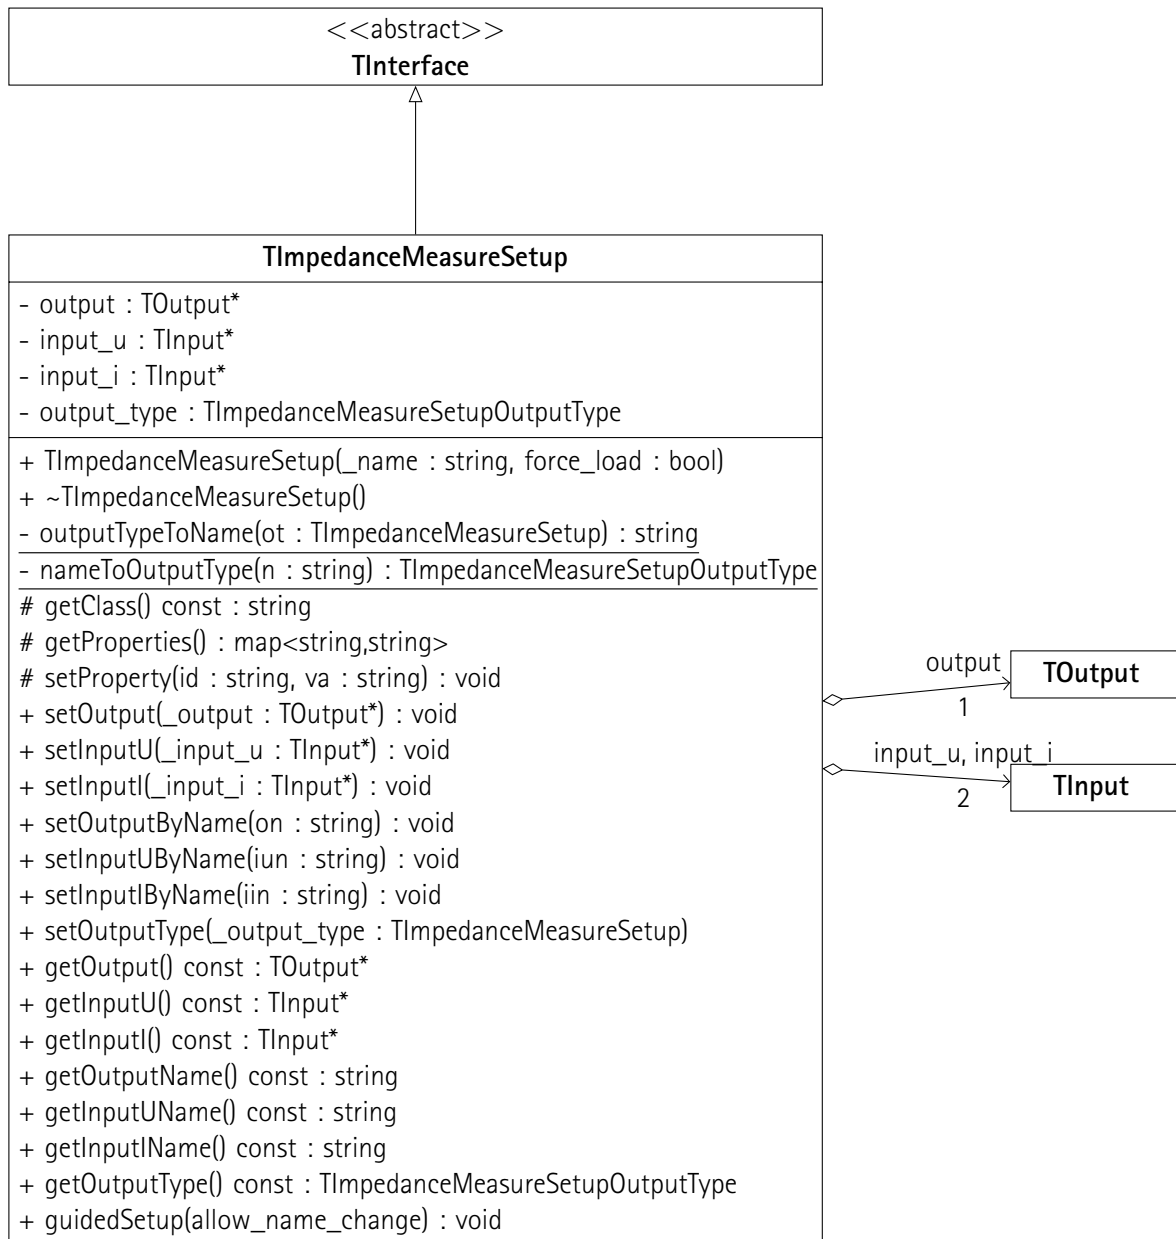 <<abstract>>
TInterface
TImpedanceMeasureSetup
- output : TOutput*
- input_u : TInput*
- input_i : TInput*
- output_type : TImpedanceMeasureSetupOutputType
+ TImpedanceMeasureSetup(_name : string, force_load : bool)
+ ~TImpedanceMeasureSetup()
- outputTypeToName(ot : TImpedanceMeasureSetup) : string
- nameToOutputType(n : string) : TImpedanceMeasureSetupOutputType
# getClass() const : string
# getProperties() : map<string,string>
# setProperty(id : string, va : string) : void
+ setOutput(_output : TOutput*) : void
+ setInputU(_input_u : TInput*) : void
+ setInputI(_input_i : TInput*) : void
+ setOutputByName(on : string) : void
+ setInputUByName(iun : string) : void
+ setInputIByName(iin : string) : void
+ setOutputType(_output_type : TImpedanceMeasureSetup)
+ getOutput() const : TOutput*
+ getInputU() const : TInput*
+ getInputI() const : TInput*
+ getOutputName() const : string
+ getInputUName() const : string
+ getInputIName() const : string
+ getOutputType() const : TImpedanceMeasureSetupOutputType
+ guidedSetup(allow_name_change) : void
output
1
TOutput
input_u, input_i
2
TInput